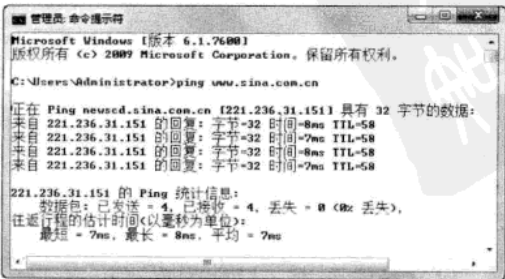 管理员: 命令提示符
Microsoft Windows [版本 6.1.7600]
版权所有 (c) 2009 Microsoft Corporation。保留所有权利。
C:\Users\Administrator>ping www.sina.com.cn
正在 Ping newscd.sina.com.cn [221.236.31.151] 具有 32 字节的数据:
来自 221.236.31.151 的回复: 字节=32 时间=8ms TTL=58
来自 221.236.31.151 的回复: 字节=32 时间=7ms TTL=58
来自 221.236.31.151 的回复: 字节=32 时间=8ms TTL=58
来自 221.236.31.151 的回复: 字节=32 时间=8ms TTL=58
221.236.31.151 的 Ping 统计信息:
数据包: 已发送 = 4，已接收 = 4，丢失 = 0 (0% 丢失)，
往返行程的估计时间(以毫秒为单位):
最短 = 7ms，最长 = 8ms，平均 = 7ms